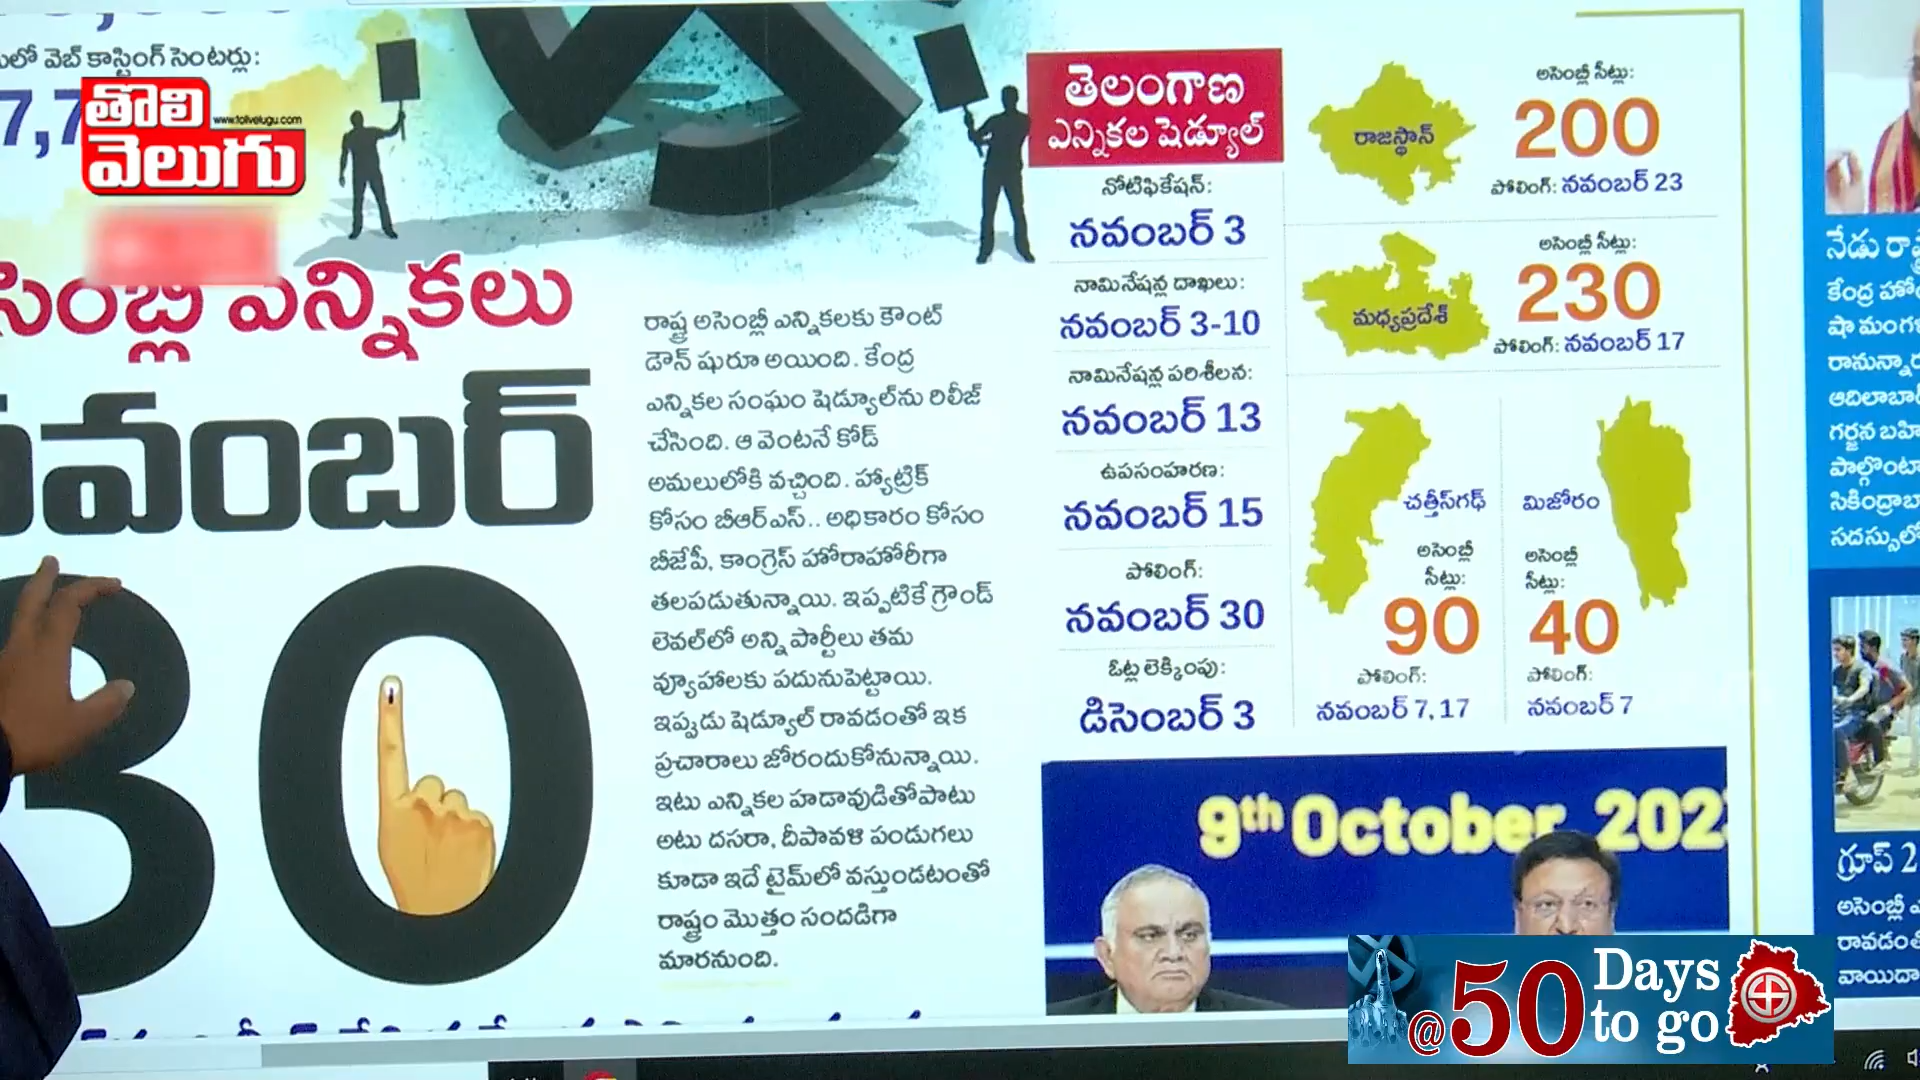 వెబ్ కాస్టింగ్ సెంటర్లు:
7,7
తొలి
www.tolivelugu.com
వెలుగు
ఎన్నికలు
నవంబర్
30
రాష్ట్ర అసెంబ్లీ ఎన్నికలకు కౌంట్
డౌన్ షురూ అయింది. కేంద్ర
ఎన్నికల సంఘం షెడ్యూల్‌ను రిలీజ్
చేసింది. ఆ వెంటనే కోడ్
అమలులోకి వచ్చింది. హ్యాట్రిక్
కోసం బీఆర్ఎస్.. అధికారం కోసం
బీజేపీ, కాంగ్రెస్ హోరాహోరీగా
తలపడుతున్నాయి. ఇప్పటికే గ్రౌండ్
లెవల్‌లో అన్ని పార్టీలు తమ
వ్యూహాలకు పదునుపెట్టాయి.
ఇప్పుడు షెడ్యూల్ రావడంతో ఇక
ప్రచారాలు జోరందుకోనున్నాయి.
ఇటు ఎన్నికల హడావుడితోపాటు
అటు దసరా, దీపావళి పండుగలు
కూడా ఇదే టైమ్‌లో వస్తుండటంతో
రాష్ట్రం మొత్తం సందడిగా
మారనుంది.
తెలంగాణ
ఎన్నికల షెడ్యూల్
నోటిఫికేషన్:
నవంబర్ 3
నామినేషన్ల దాఖలు:
నవంబర్ 3-10
నామినేషన్ల పరిశీలన:
నవంబర్ 13
ఉపసంహరణ:
నవంబర్ 15
పోలింగ్:
నవంబర్ 30
ఓట్ల లెక్కింపు:
డిసెంబర్ 3
రాజస్థాన్
అసెంబ్లీ సీట్లు:
200
పోలింగ్: నవంబర్ 23
మధ్యప్రదేశ్
అసెంబ్లీ సీట్లు:
230
పోలింగ్: నవంబర్ 17
చత్తీస్‌గఢ్
అసెంబ్లీ
సీట్లు:
90
పోలింగ్:
నవంబర్ 7, 17
మిజోరం
అసెంబ్లీ
సీట్లు:
40
పోలింగ్:
నవంబర్ 7
9th October, 202
నేడు
కేంద్ర
గర్జన
గ్రూప్ 2
అసెంబ్లీ
@50 Days
to go